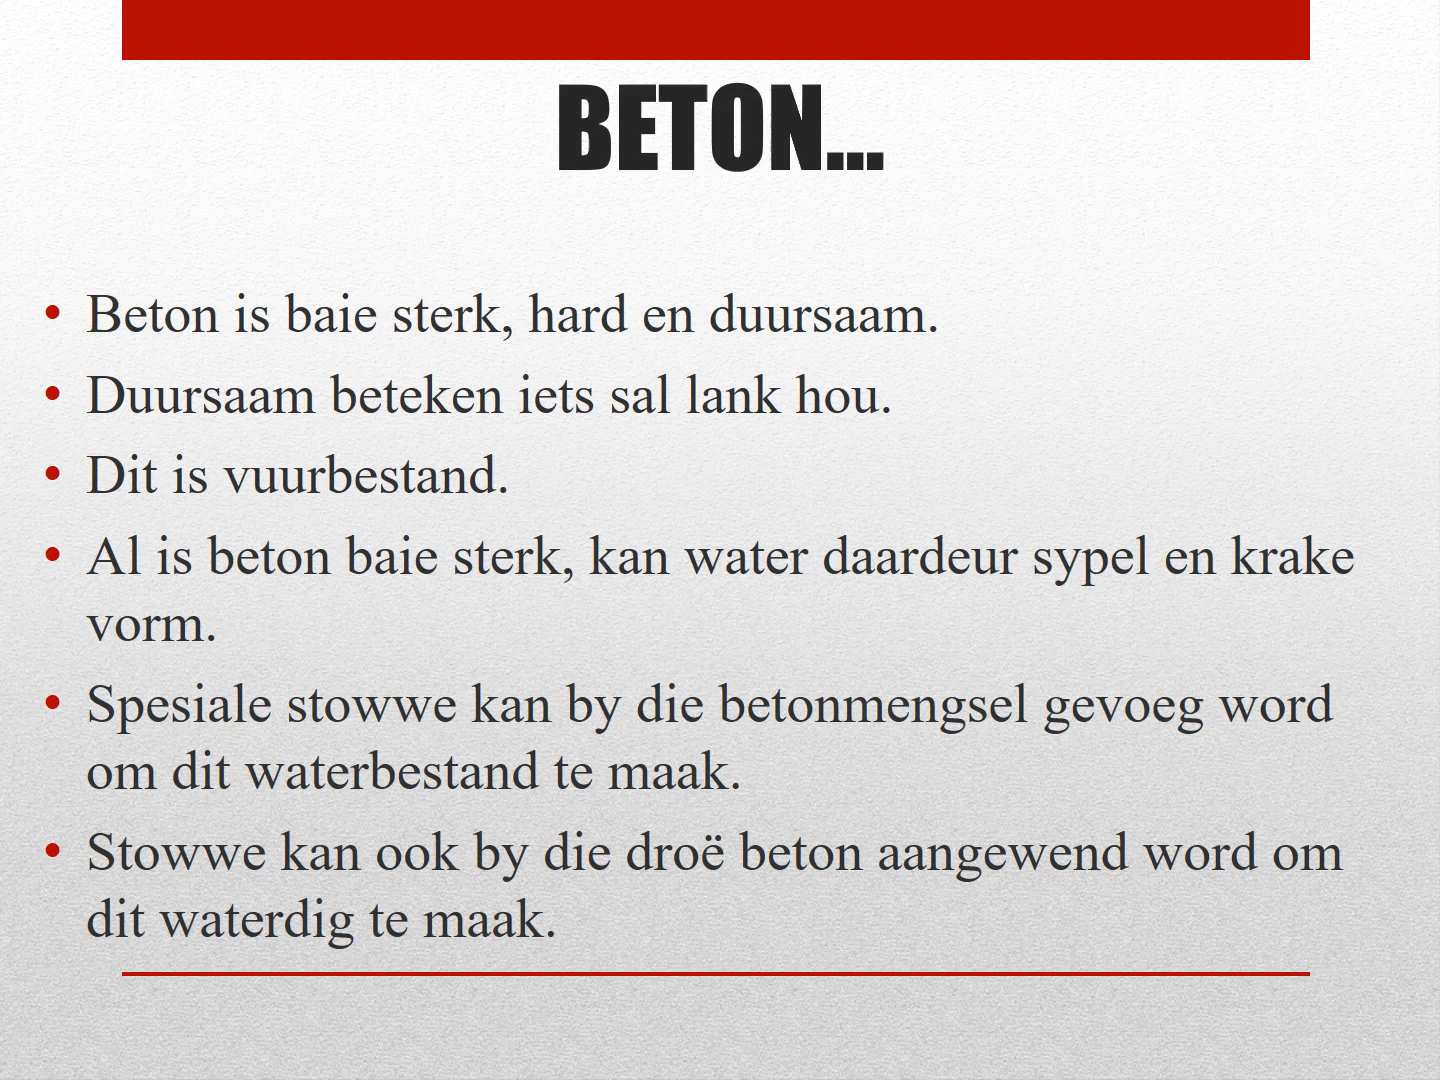 BETON...
• Beton is baie sterk, hard en duursaam.
• Duursaam beteken iets sal lank hou.
• Dit is vuurbestand.
• Al is beton baie sterk, kan water daardeur sypel en krake
vorm.
• Spesiale stowwe kan by die betonmengsel gevoeg word
om dit waterbestand te maak.
• Stowwe kan ook by die droë beton aangewend word om
dit waterdig te maak.